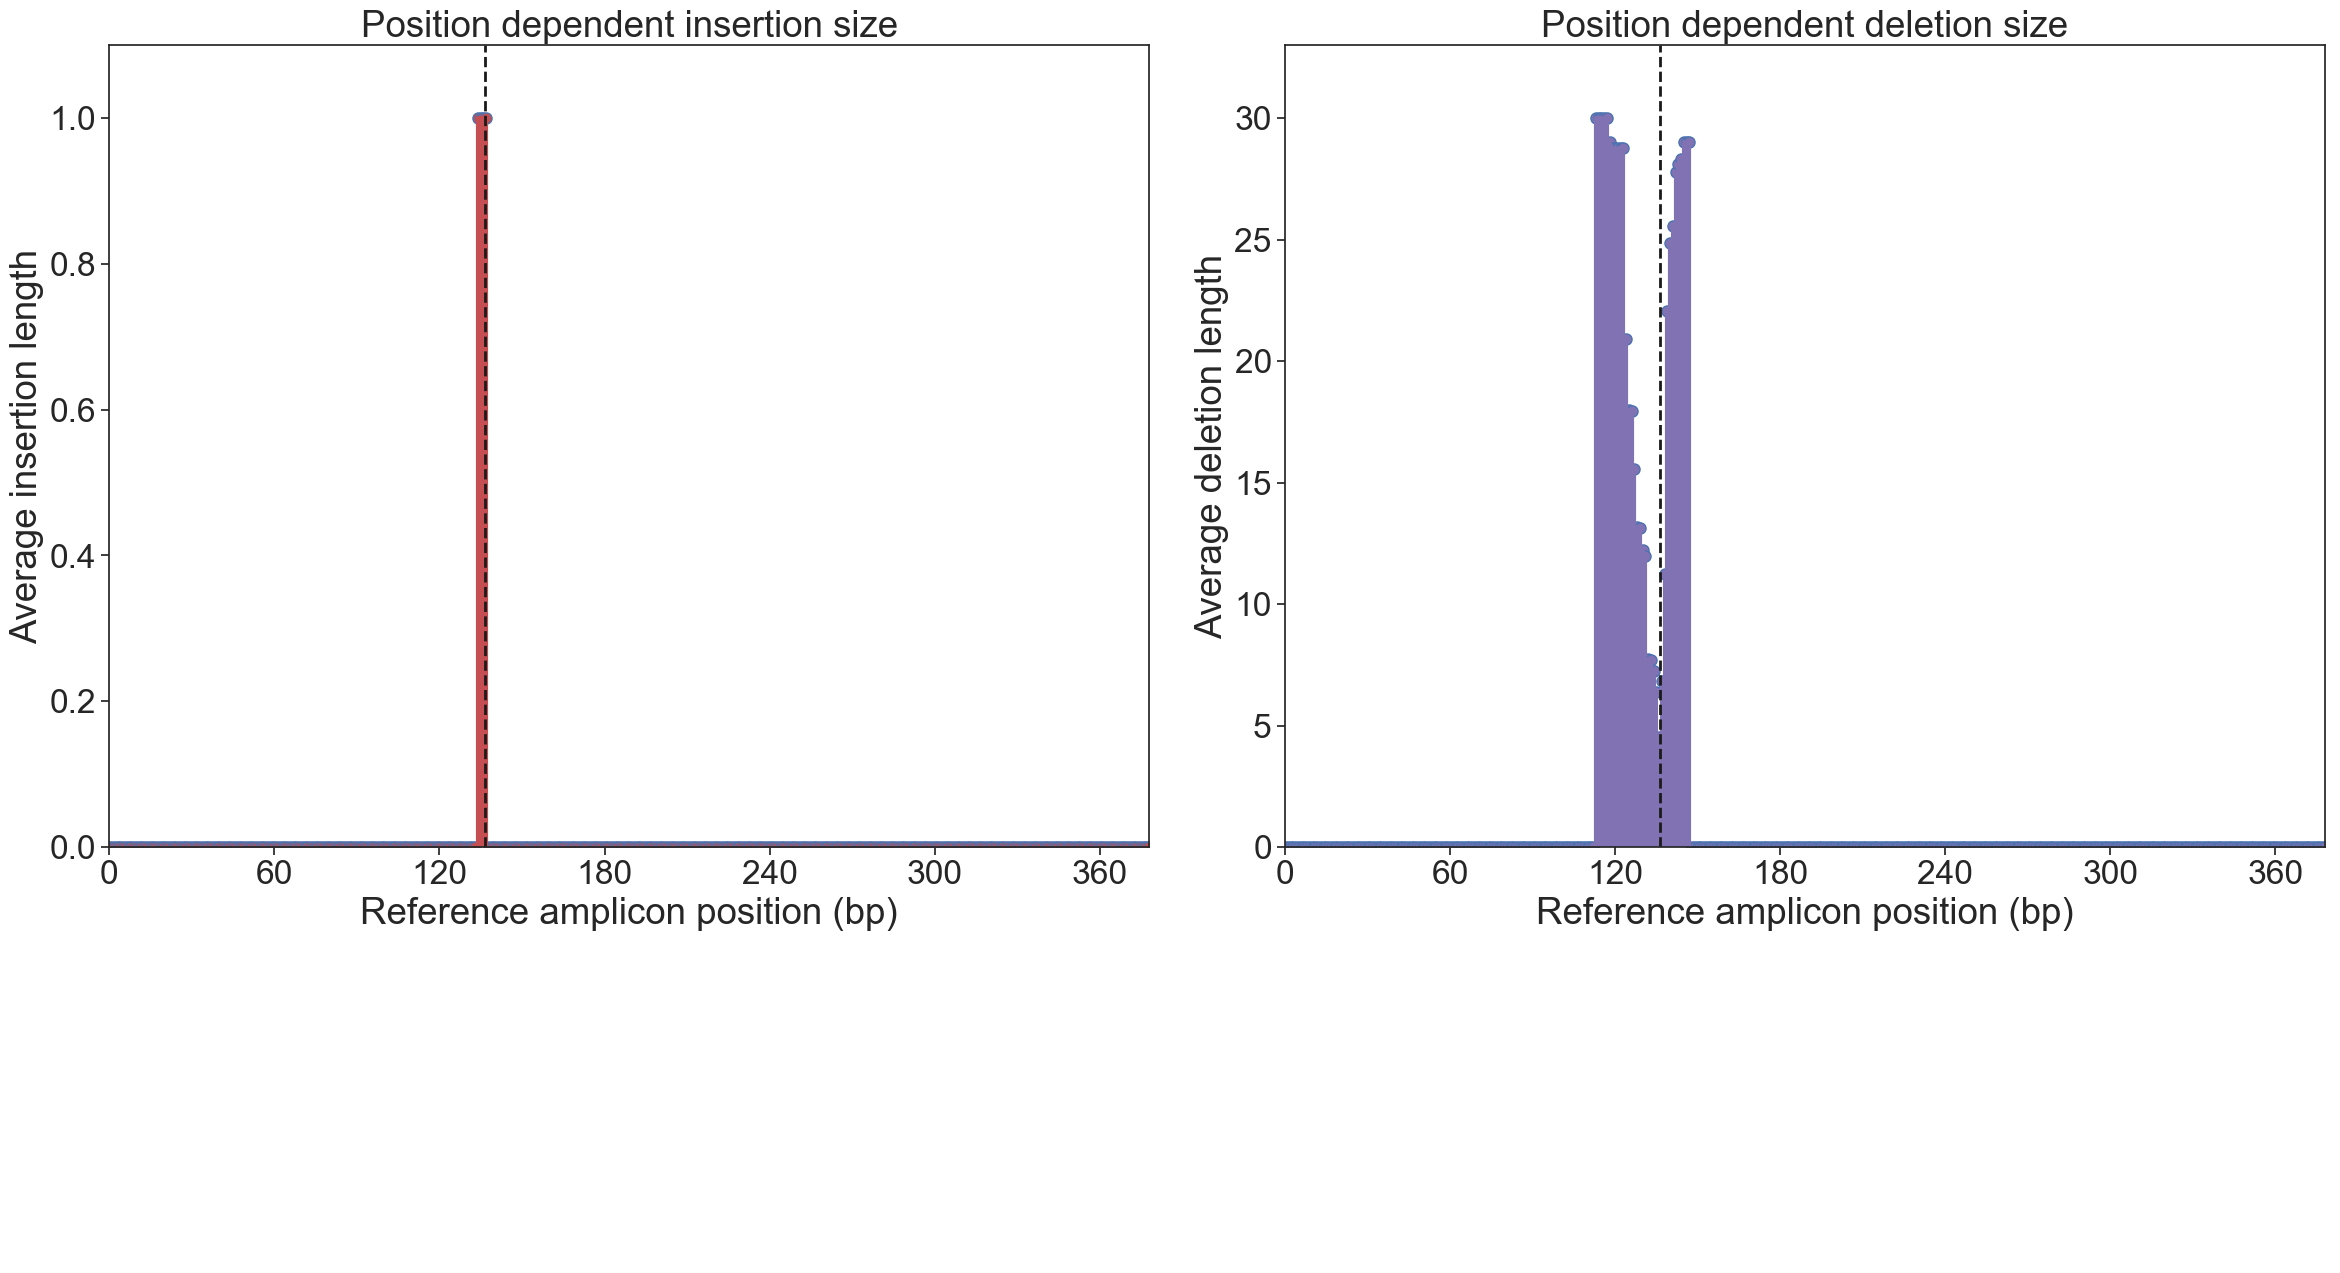 Position dependent insertion size
Average insertion length
1.0
0.8
0.6
0.4
0.2
0.0
0 60 120 180 240 300 360
Reference amplicon position (bp)
Position dependent deletion size
Average deletion length
30
25
20
15
10
5
0
0 60 120 180 240 300 360
Reference amplicon position (bp)